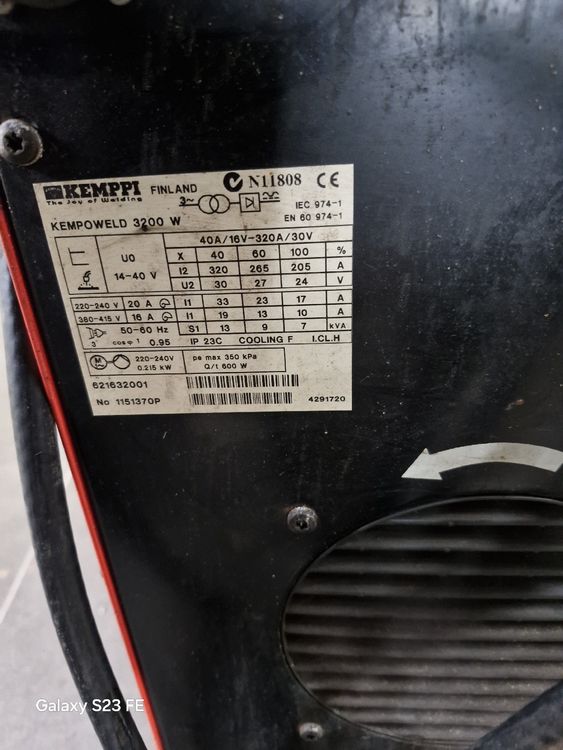 KEMPPI FINLAND N11808 CE
The Joy of Welding
3~ IEC 974-1
KEMPOWELD 3200 W EN 60 974-1
40A/16V-320A/30V
U0 X 40 60 100 %
14-40 V I2 320 265 205 A
U2 30 27 24 V
220-240 V 20 A I1 33 23 17 A
380-415 V 16 A I1 19 13 10 A
3 50-60 Hz cos φ 0.95 S1 13 9 7 kVA
IP 23C COOLING F I.CL.H
M 220-240V pe max 350 kPa
0.215 kW Q/t 600 W
621632001
No 1151370P 4291720
Galaxy S23 FE